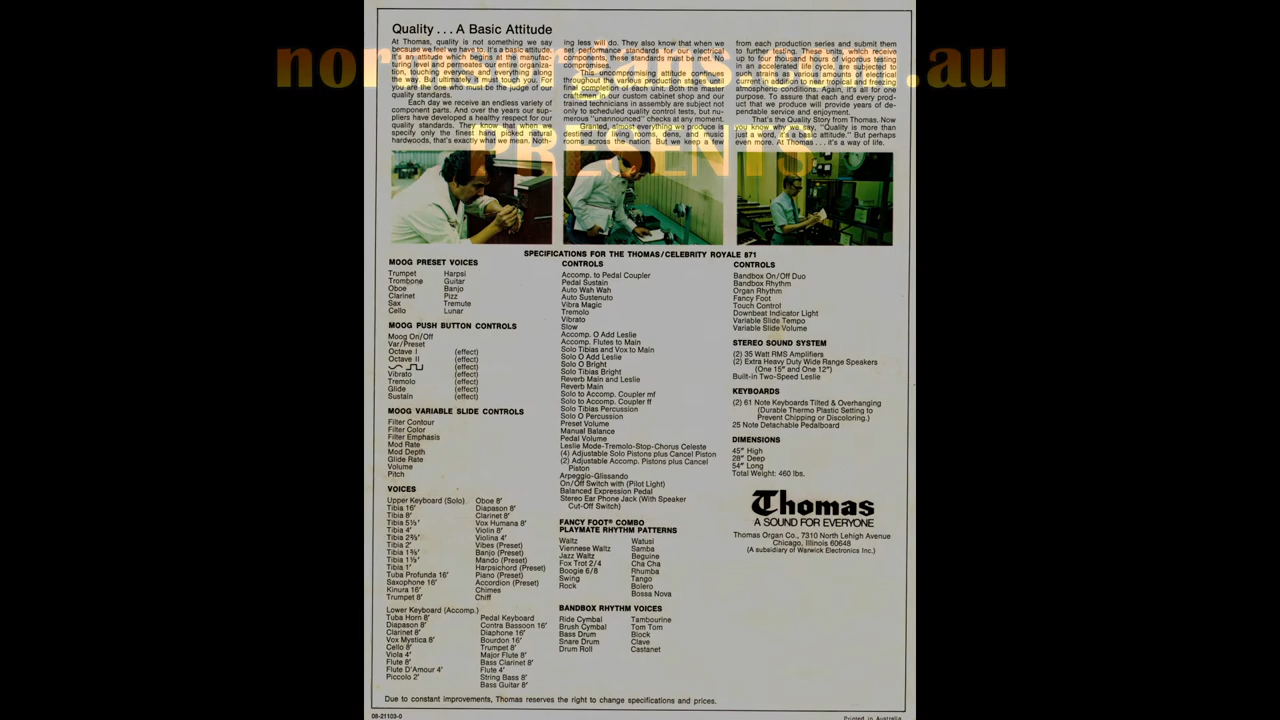 Quality . . . A Basic Attitude
At Thomas, quality is not something we say
because we feel we have to. It's a basic attitude.
It's an attitude which begins at the manufac-
turing level and permeates our entire organiza-
tion, touching everyone and everything along
the way. But ultimately it must touch you. For
you are the one who must be the judge of our
quality standards.
Each day we receive an endless variety of
component parts. And over the years our sup-
pliers have developed a healthy respect for our
quality standards. They know that when we
specify only the finest hand picked natural
hardwoods, that's exactly what we mean. Noth-
ing less will do. They also know that when we
set performance standards for our electrical
components, these standards must be met. No
compromises.
This uncompromising attitude continues
throughout the various production stages until
final completion of each unit. Both the master
craftsmen in our custom cabinet shop and our
trained technicians in assembly are subject not
only to scheduled quality control tests, but nu-
merous "unannounced" checks at any moment.
Granted, almost everything we produce is
destined for living rooms, dens, and music
rooms across the nation. But we keep a few
from each production series and submit them
to further testing. These units, which receive
up to four thousand hours of vigorous testing
in an accelerated life cycle, are subjected to
such strains as various amounts of electrical
current in addition to near tropical and freezing
atmospheric conditions. Again, it's all for one
purpose. To assure that each and every prod-
uct that we produce will provide years of de-
pendable service and enjoyment.
That's the Quality Story from Thomas. Now
you know why we say, "Quality is more than
just a word, it's a basic attitude." But perhaps
even more. At Thomas . . . it's a way of life.
.com.au
PRESENTS
SPECIFICATIONS FOR THE THOMAS/CELEBRITY ROYALE 871
MOOG PRESET VOICES
Trumpet Harpsi
Trombone Guitar
Oboe Banjo
Clarinet Pizz
Sax Tremute
Cello Lunar
MOOG PUSH BUTTON CONTROLS
Moog On/Off
Var/Preset
Octave I (effect)
Octave II (effect)
(effect)
Vibrato (effect)
Tremolo (effect)
Glide (effect)
Sustain (effect)
MOOG VARIABLE SLIDE CONTROLS
Filter Contour
Filter Color
Filter Emphasis
Mod Rate
Mod Depth
Glide Rate
Volume
Pitch
VOICES
Upper Keyboard (Solo) Oboe 8'
Tibia 16' Diapason 8'
Tibia 8' Clarinet 8'
Tibia 5⅓' Vox Humana 8'
Tibia 4' Violin 8'
Tibia 2⅔' Violina 4'
Tibia 2' Vibes (Preset)
Tibia 1⅗' Banjo (Preset)
Tibia 1⅓' Mando (Preset)
Tibia 1' Harpsichord (Preset)
Tuba Profunda 16' Piano (Preset)
Saxophone 16' Accordion (Preset)
Kinura 16' Chimes
Trumpet 8' Chiff
Lower Keyboard (Accomp.)
Tuba Horn 8' Pedal Keyboard
Diapason 8' Contra Bassoon 16'
Clarinet 8' Diaphone 16'
Vox Mystica 8' Bourdon 16'
Cello 8' Trumpet 8'
Viola 4' Major Flute 8'
Flute 8' Bass Clarinet 8'
Flute D'Amour 4' Flute 4'
Piccolo 2' String Bass 8'
Bass Guitar 8'
CONTROLS
Accomp. to Pedal Coupler
Pedal Sustain
Auto Wah Wah
Auto Sustenuto
Vibra Magic
Tremolo
Vibrato
Slow
Accomp. O Add Leslie
Accomp. Flutes to Main
Solo Tibias and Vox to Main
Solo O Add Leslie
Solo O Bright
Solo Tibias Bright
Reverb Main and Leslie
Reverb Main
Solo to Accomp. Coupler mf
Solo to Accomp. Coupler ff
Solo Tibias Percussion
Solo O Percussion
Preset Volume
Manual Balance
Pedal Volume
Leslie Mode-Tremolo-Stop-Chorus Celeste
(4) Adjustable Solo Pistons plus Cancel Piston
(2) Adjustable Accomp. Pistons plus Cancel
Piston
Arpeggio-Glissando
On/Off Switch with (Pilot Light)
Balanced Expression Pedal
Stereo Ear Phone Jack (With Speaker
Cut-Off Switch)
FANCY FOOT® COMBO
PLAYMATE RHYTHM PATTERNS
Waltz Watusi
Viennese Waltz Samba
Jazz Waltz Beguine
Fox Trot 2/4 Cha Cha
Boogie 6/8 Rhumba
Swing Tango
Rock Bolero
Bossa Nova
BANDBOX RHYTHM VOICES
Ride Cymbal Tambourine
Brush Cymbal Tom Tom
Bass Drum Block
Snare Drum Clave
Drum Roll Castanet
CONTROLS
Bandbox On/Off Duo
Bandbox Rhythm
Organ Rhythm
Fancy Foot
Touch Control
Downbeat Indicator Light
Variable Slide Tempo
Variable Slide Volume
STEREO SOUND SYSTEM
(2) 35 Watt RMS Amplifiers
(2) Extra Heavy Duty Wide Range Speakers
(One 15" and One 12")
Built-in Two-Speed Leslie
KEYBOARDS
(2) 61 Note Keyboards Tilted & Overhanging
(Durable Thermo Plastic Setting to
Prevent Chipping or Discoloring.)
25 Note Detachable Pedalboard
DIMENSIONS
45" High
28" Deep
54" Long
Total Weight: 460 lbs.
Thomas
A SOUND FOR EVERYONE
Thomas Organ Co., 7310 North Lehigh Avenue
Chicago, Illinois 60648
(A subsidiary of Warwick Electronics Inc.)
Due to constant improvements, Thomas reserves the right to change specifications and prices.
08-21103-0
Printed in Australia